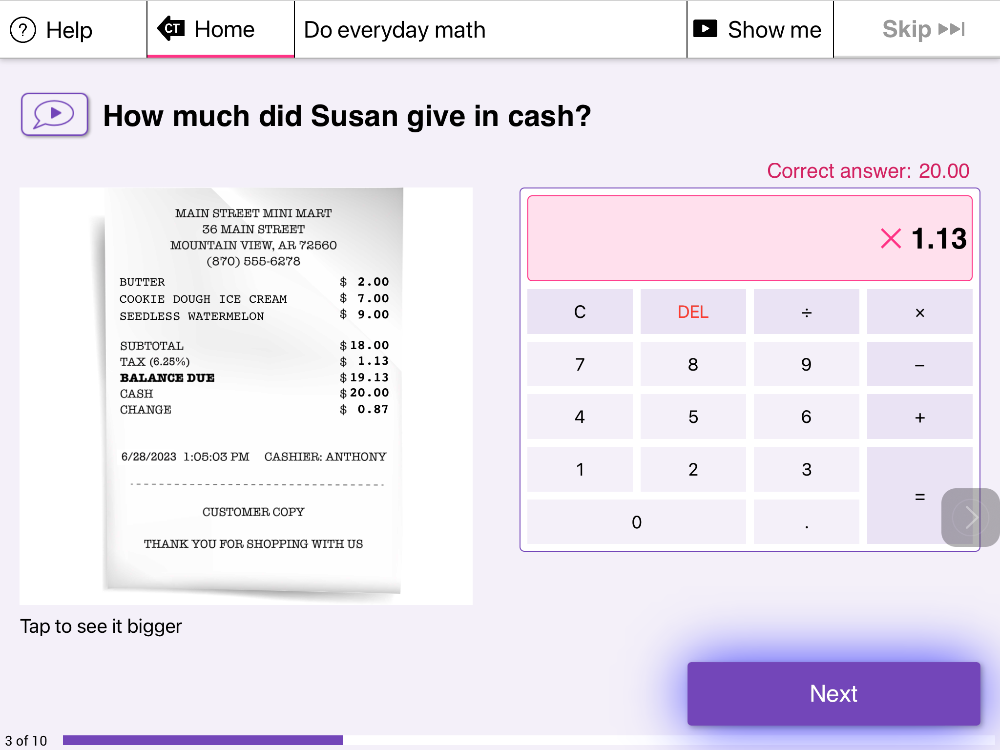 ? Help
CT Home
Do everyday math
Show me
Skip
How much did Susan give in cash?
Correct answer: 20.00
MAIN STREET MINI MART
36 MAIN STREET
MOUNTAIN VIEW, AR 72560
(870) 555-6278
BUTTER $ 2.00
COOKIE DOUGH ICE CREAM $ 7.00
SEEDLESS WATERMELON $ 9.00
SUBTOTAL $ 18.00
TAX (6.25%) $ 1.13
BALANCE DUE $ 19.13
CASH $ 20.00
CHANGE $ 0.87
6/28/2023 1:05:03 PM CASHIER: ANTHONY
CUSTOMER COPY
THANK YOU FOR SHOPPING WITH US
Tap to see it bigger
× 1.13
C DEL ÷ ×
7 8 9 −
4 5 6 +
1 2 3
0 . =
Next
3 of 10